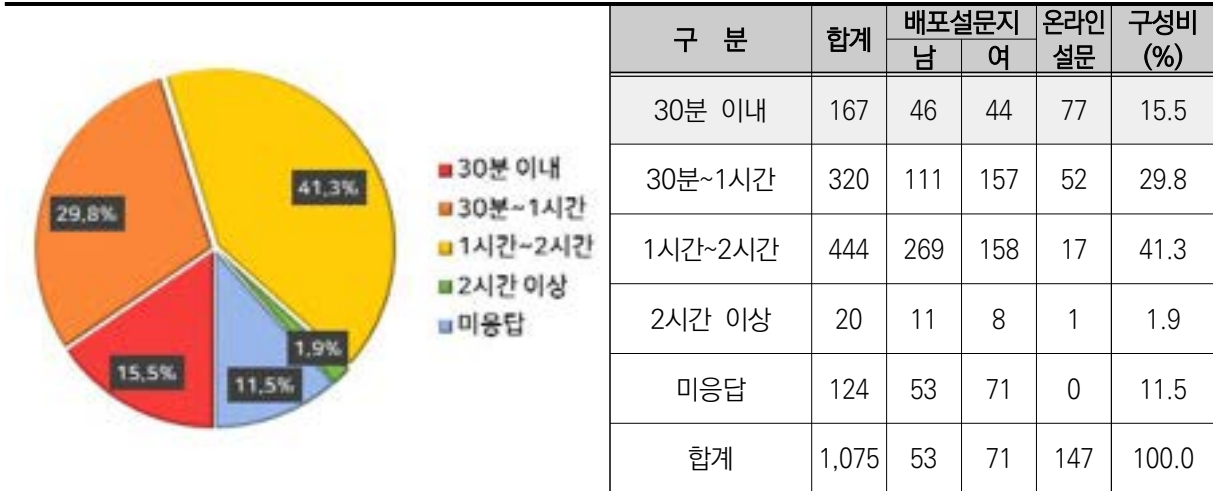 29,8%
41,3%
15,5%
11,5%
1,9%
30분 이내
30분~1시간
1시간~2시간
2시간 이상
미응답
구 분 합계 배포설문지 온라인 설문 구성비 (%)
남 여
30분 이내 167 46 44 77 15.5
30분~1시간 320 111 157 52 29.8
1시간~2시간 444 269 158 17 41.3
2시간 이상 20 11 8 1 1.9
미응답 124 53 71 0 11.5
합계 1,075 53 71 147 100.0